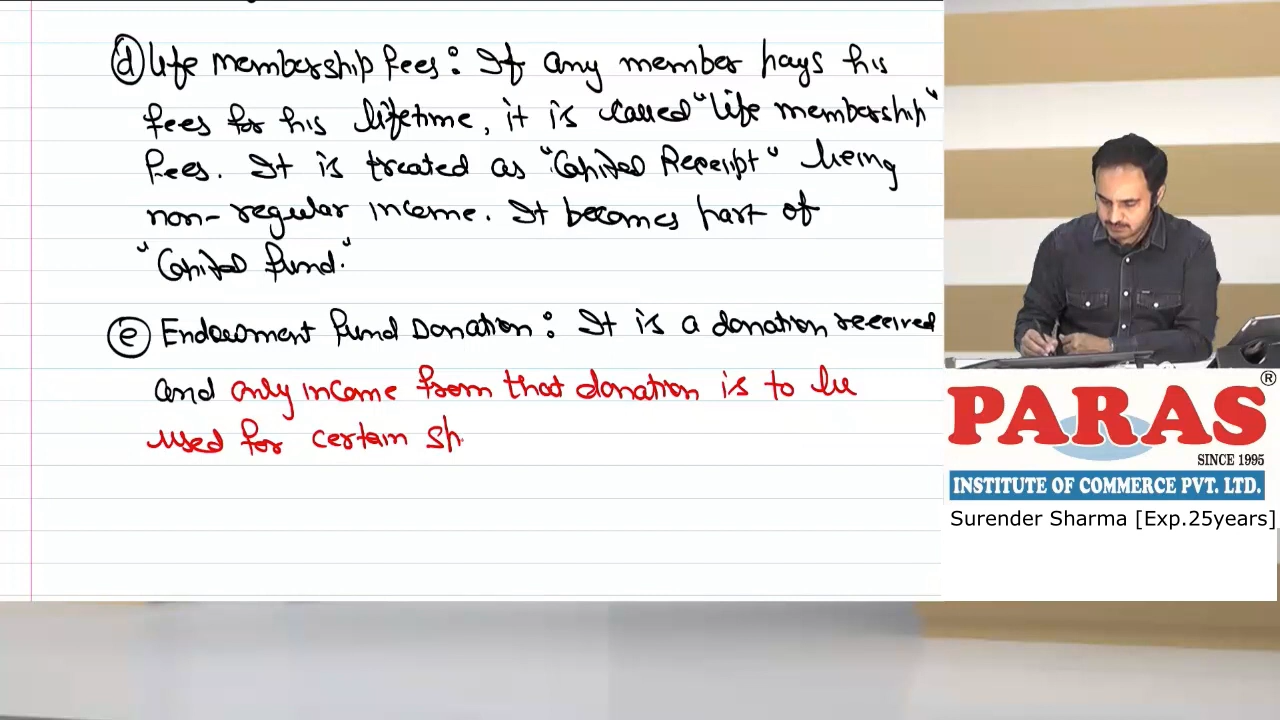 d Life membership fees: If any member pays his
fees for his lifetime, it is called "life membership"
fees. It is treated as "Capital Receipt" being
non-regular income. It becomes part of
"Capital fund."
e Endowment fund Donation: It is a donation received
and only income from that donation is to be
used for certain sp
PARAS®
SINCE 1995
INSTITUTE OF COMMERCE PVT. LTD.
Surender Sharma [Exp.25years]